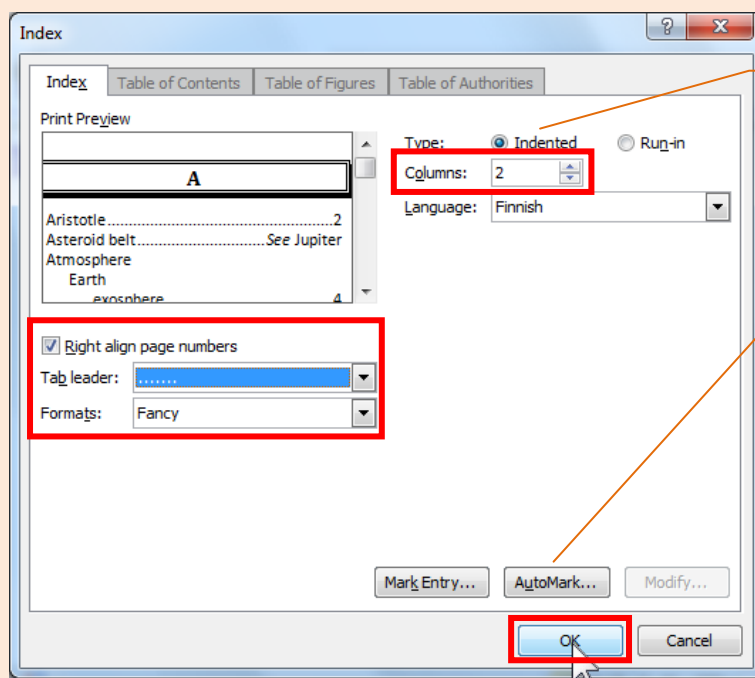 Index
Index Table of Contents Table of Figures Table of Authorities
Print Preview
A
Aristotle..................................................2
Asteroid belt................................See Jupiter
Atmosphere
Earth
exosphere 4
Type: Indented Run-in
Columns: 2
Language: Finnish
Right align page numbers
Tab leader: .......
Formats: Fancy
Mark Entry... AutoMark... Modify...
OK Cancel